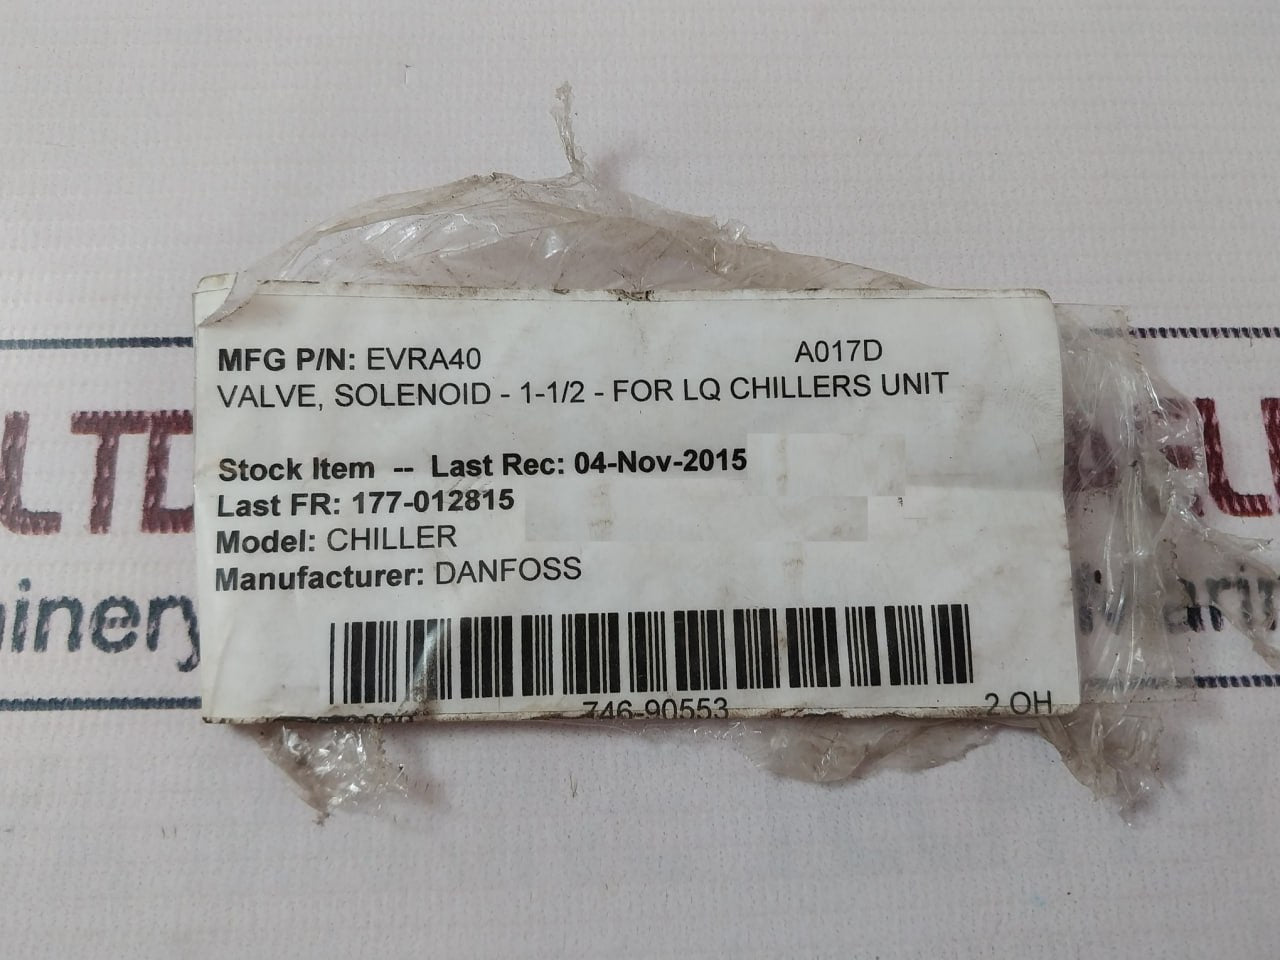 MFG P/N: EVRA40 A017D
VALVE, SOLENOID - 1-1/2 - FOR LQ CHILLERS UNIT
Stock Item -- Last Rec: 04-Nov-2015
Last FR: 177-012815
Model: CHILLER
Manufacturer: DANFOSS
746-90553 2 OH
LTD